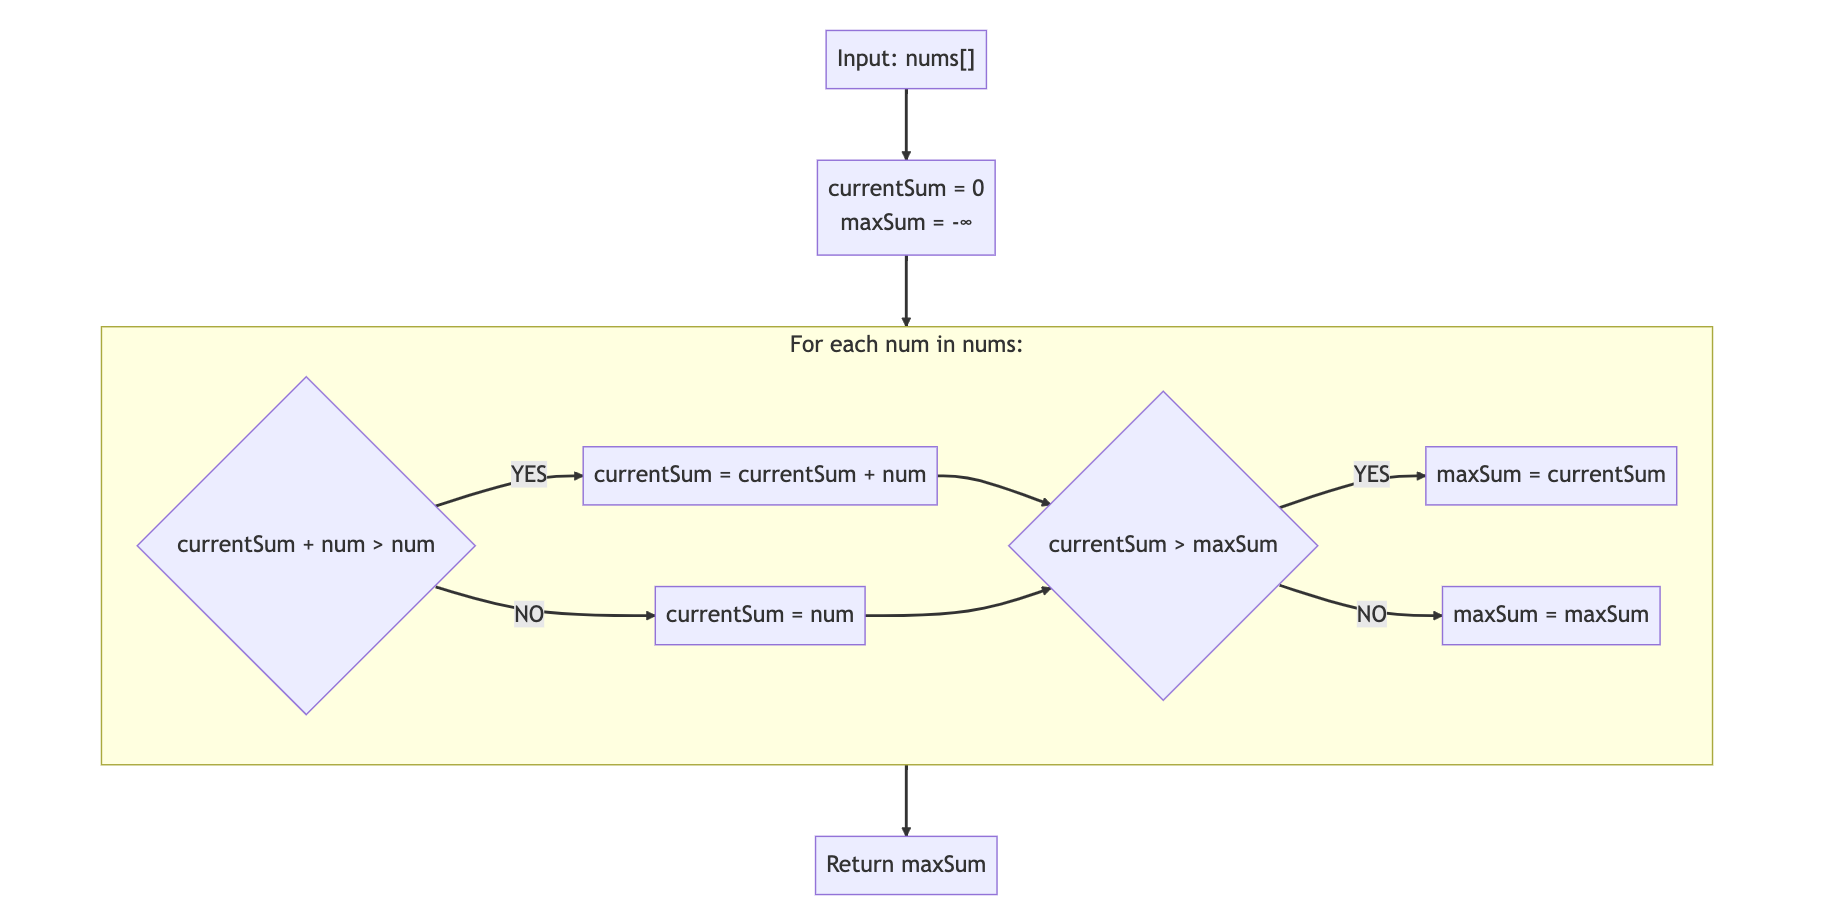 Input: nums[]
currentSum = 0
maxSum = -∞
For each num in nums:
currentSum + num > num
YES
currentSum = currentSum + num
NO
currentSum = num
currentSum > maxSum
YES
maxSum = currentSum
NO
maxSum = maxSum
Return maxSum